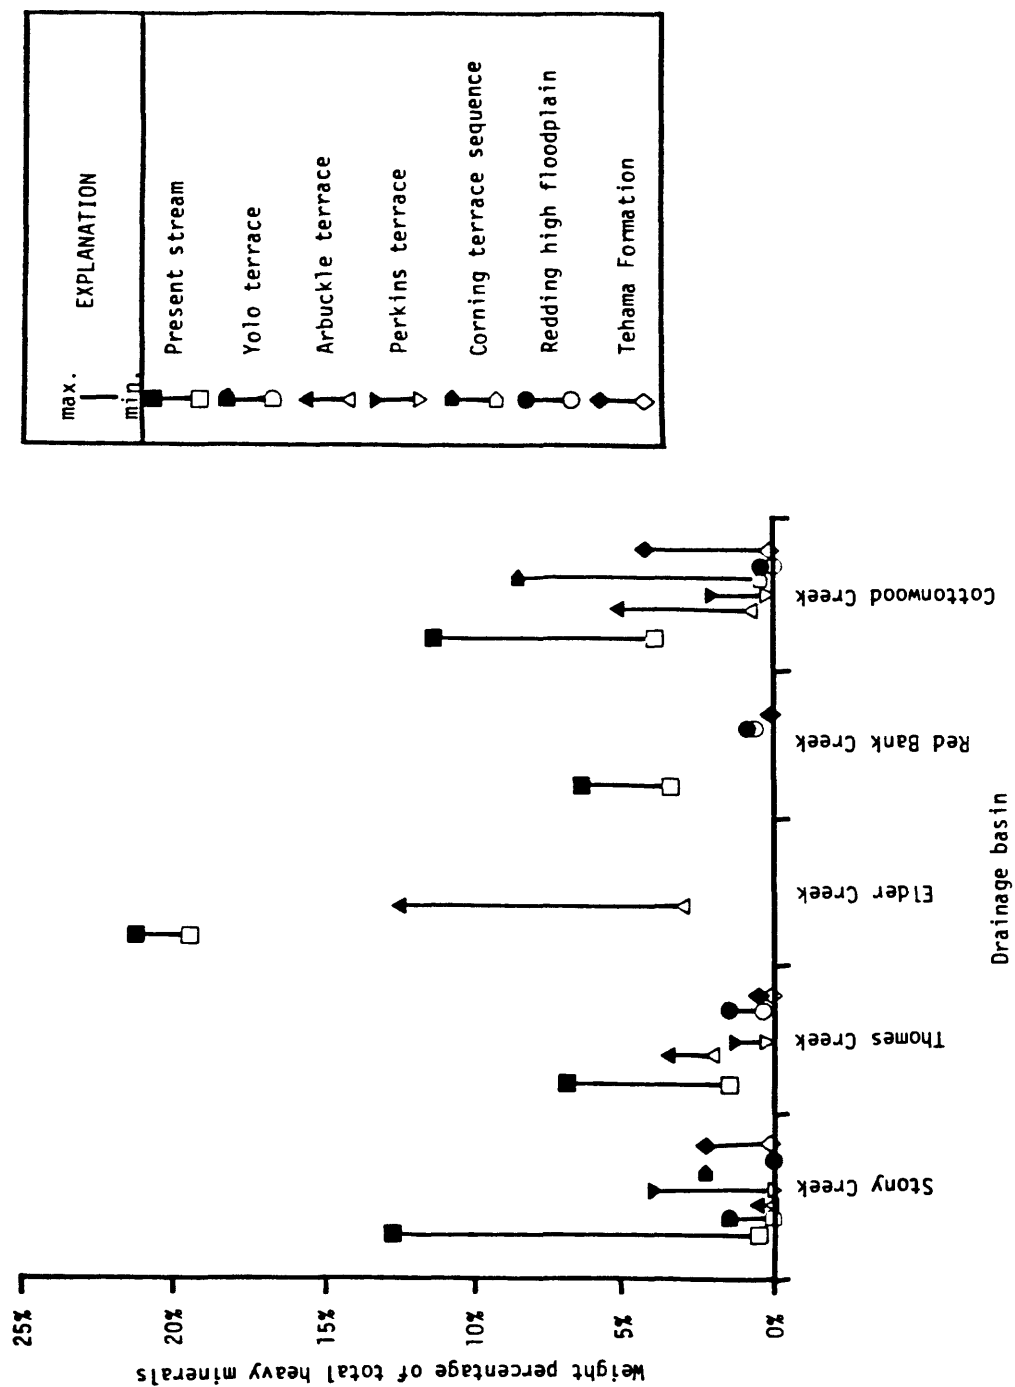 EXPLANATION
max.
min.
Present stream
Yolo terrace
Arbuckle terrace
Perkins terrace
Corning terrace sequence
Redding high floodplain
Tehama Formation
Weight percentage of total heavy minerals
25%
20%
15%
10%
5%
0%
Stony Creek
Thomes Creek
Elder Creek
Red Bank Creek
Cottonwood Creek
Drainage basin